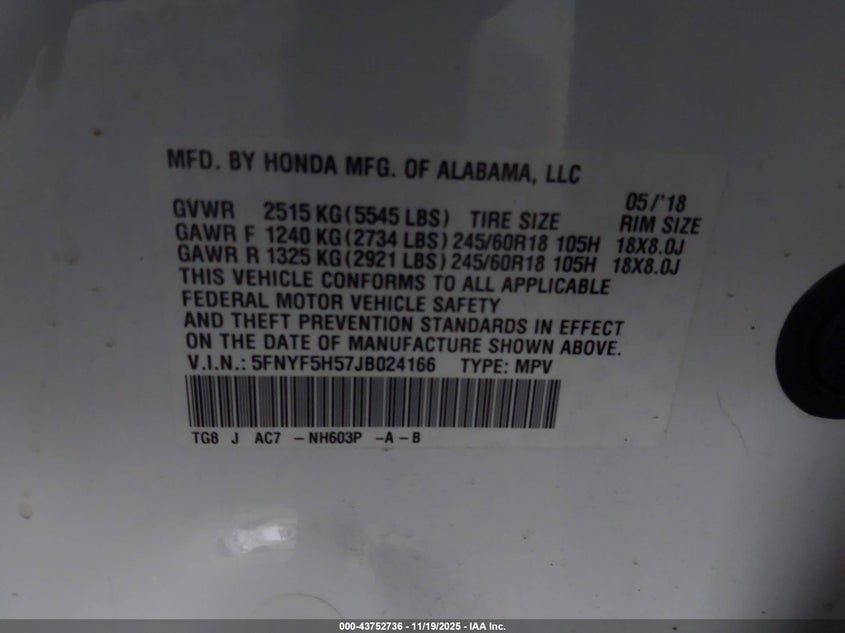 MFD. BY HONDA MFG. OF ALABAMA, LLC
05/'18
GVWR 2515 KG(5545 LBS) TIRE SIZE RIM SIZE
GAWR F 1240 KG(2734 LBS) 245/60R18 105H 18X8.0J
GAWR R 1325 KG(2921 LBS) 245/60R18 105H 18X8.0J
THIS VEHICLE CONFORMS TO ALL APPLICABLE
FEDERAL MOTOR VEHICLE SAFETY
AND THEFT PREVENTION STANDARDS IN EFFECT
ON THE DATE OF MANUFACTURE SHOWN ABOVE.
V.I.N.: 5FNYF5H57JB024166 TYPE: MPV
TG8 J AC7 -NH603P -A-B
000-43752736 - 11/19/2025 - IAA Inc.